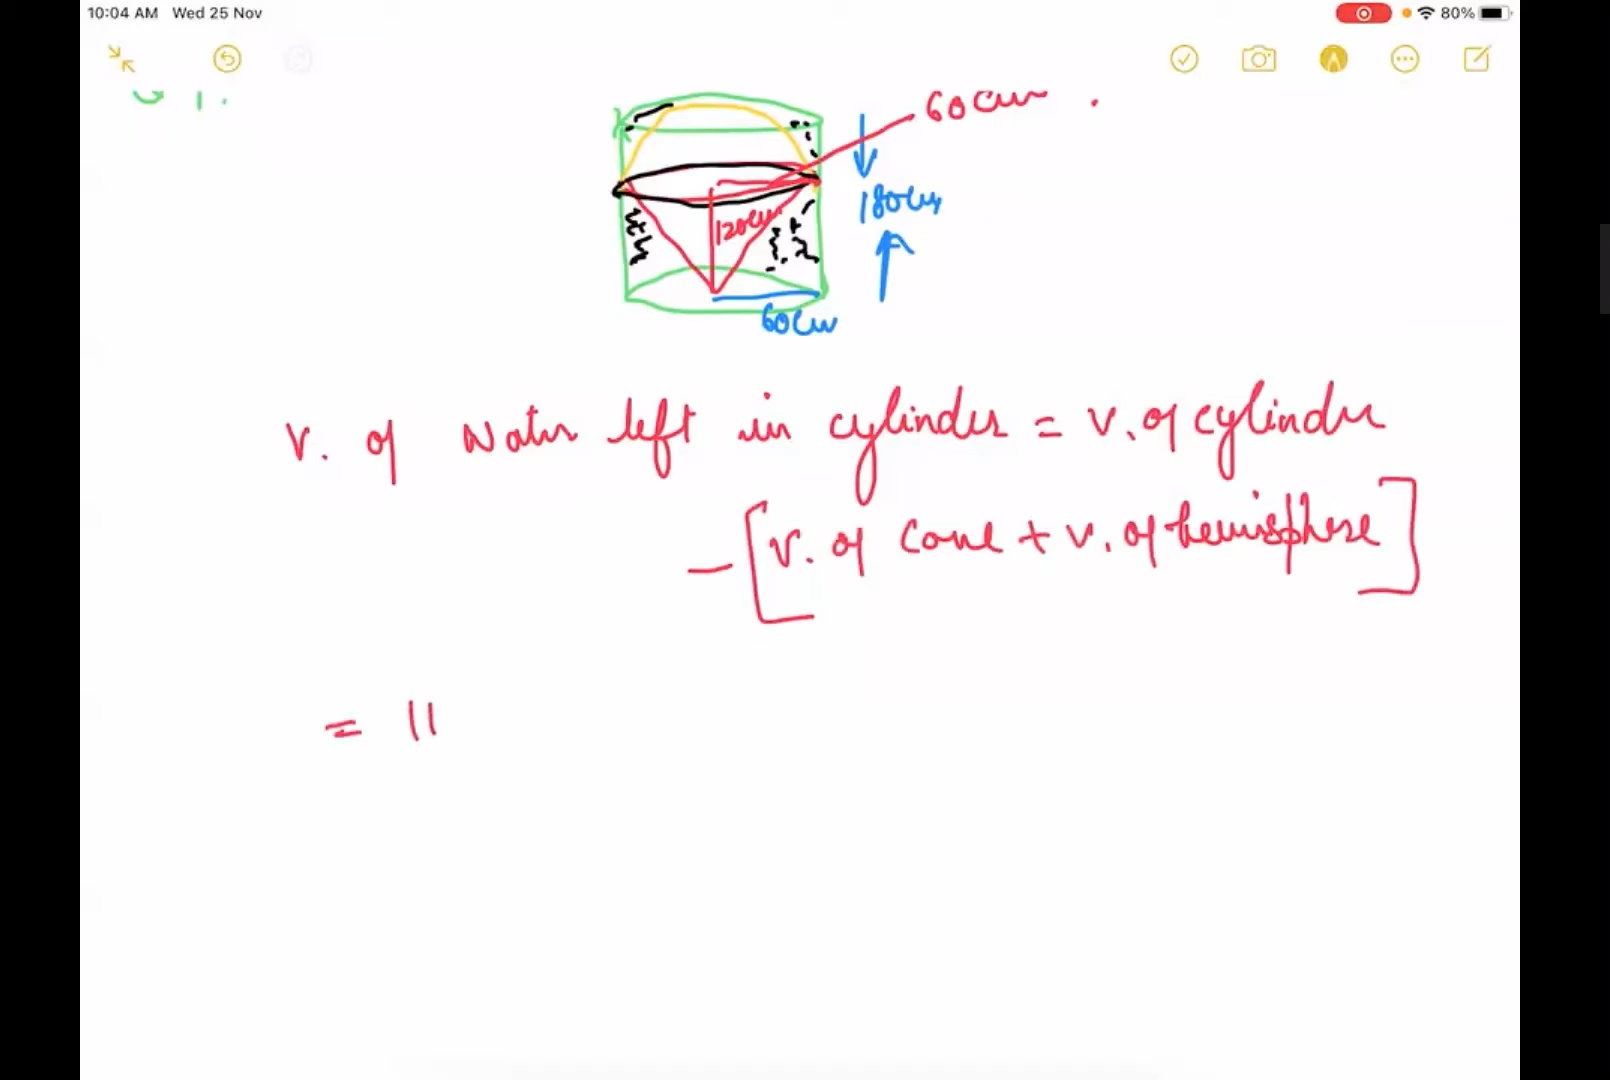 10:04 AM Wed 25 Nov 80%
60cm .
180cm
120cm
60cm
V. of Water left in cylinder = V. of cylinder
- [V. of cone + V. of hemisphere]
= 11